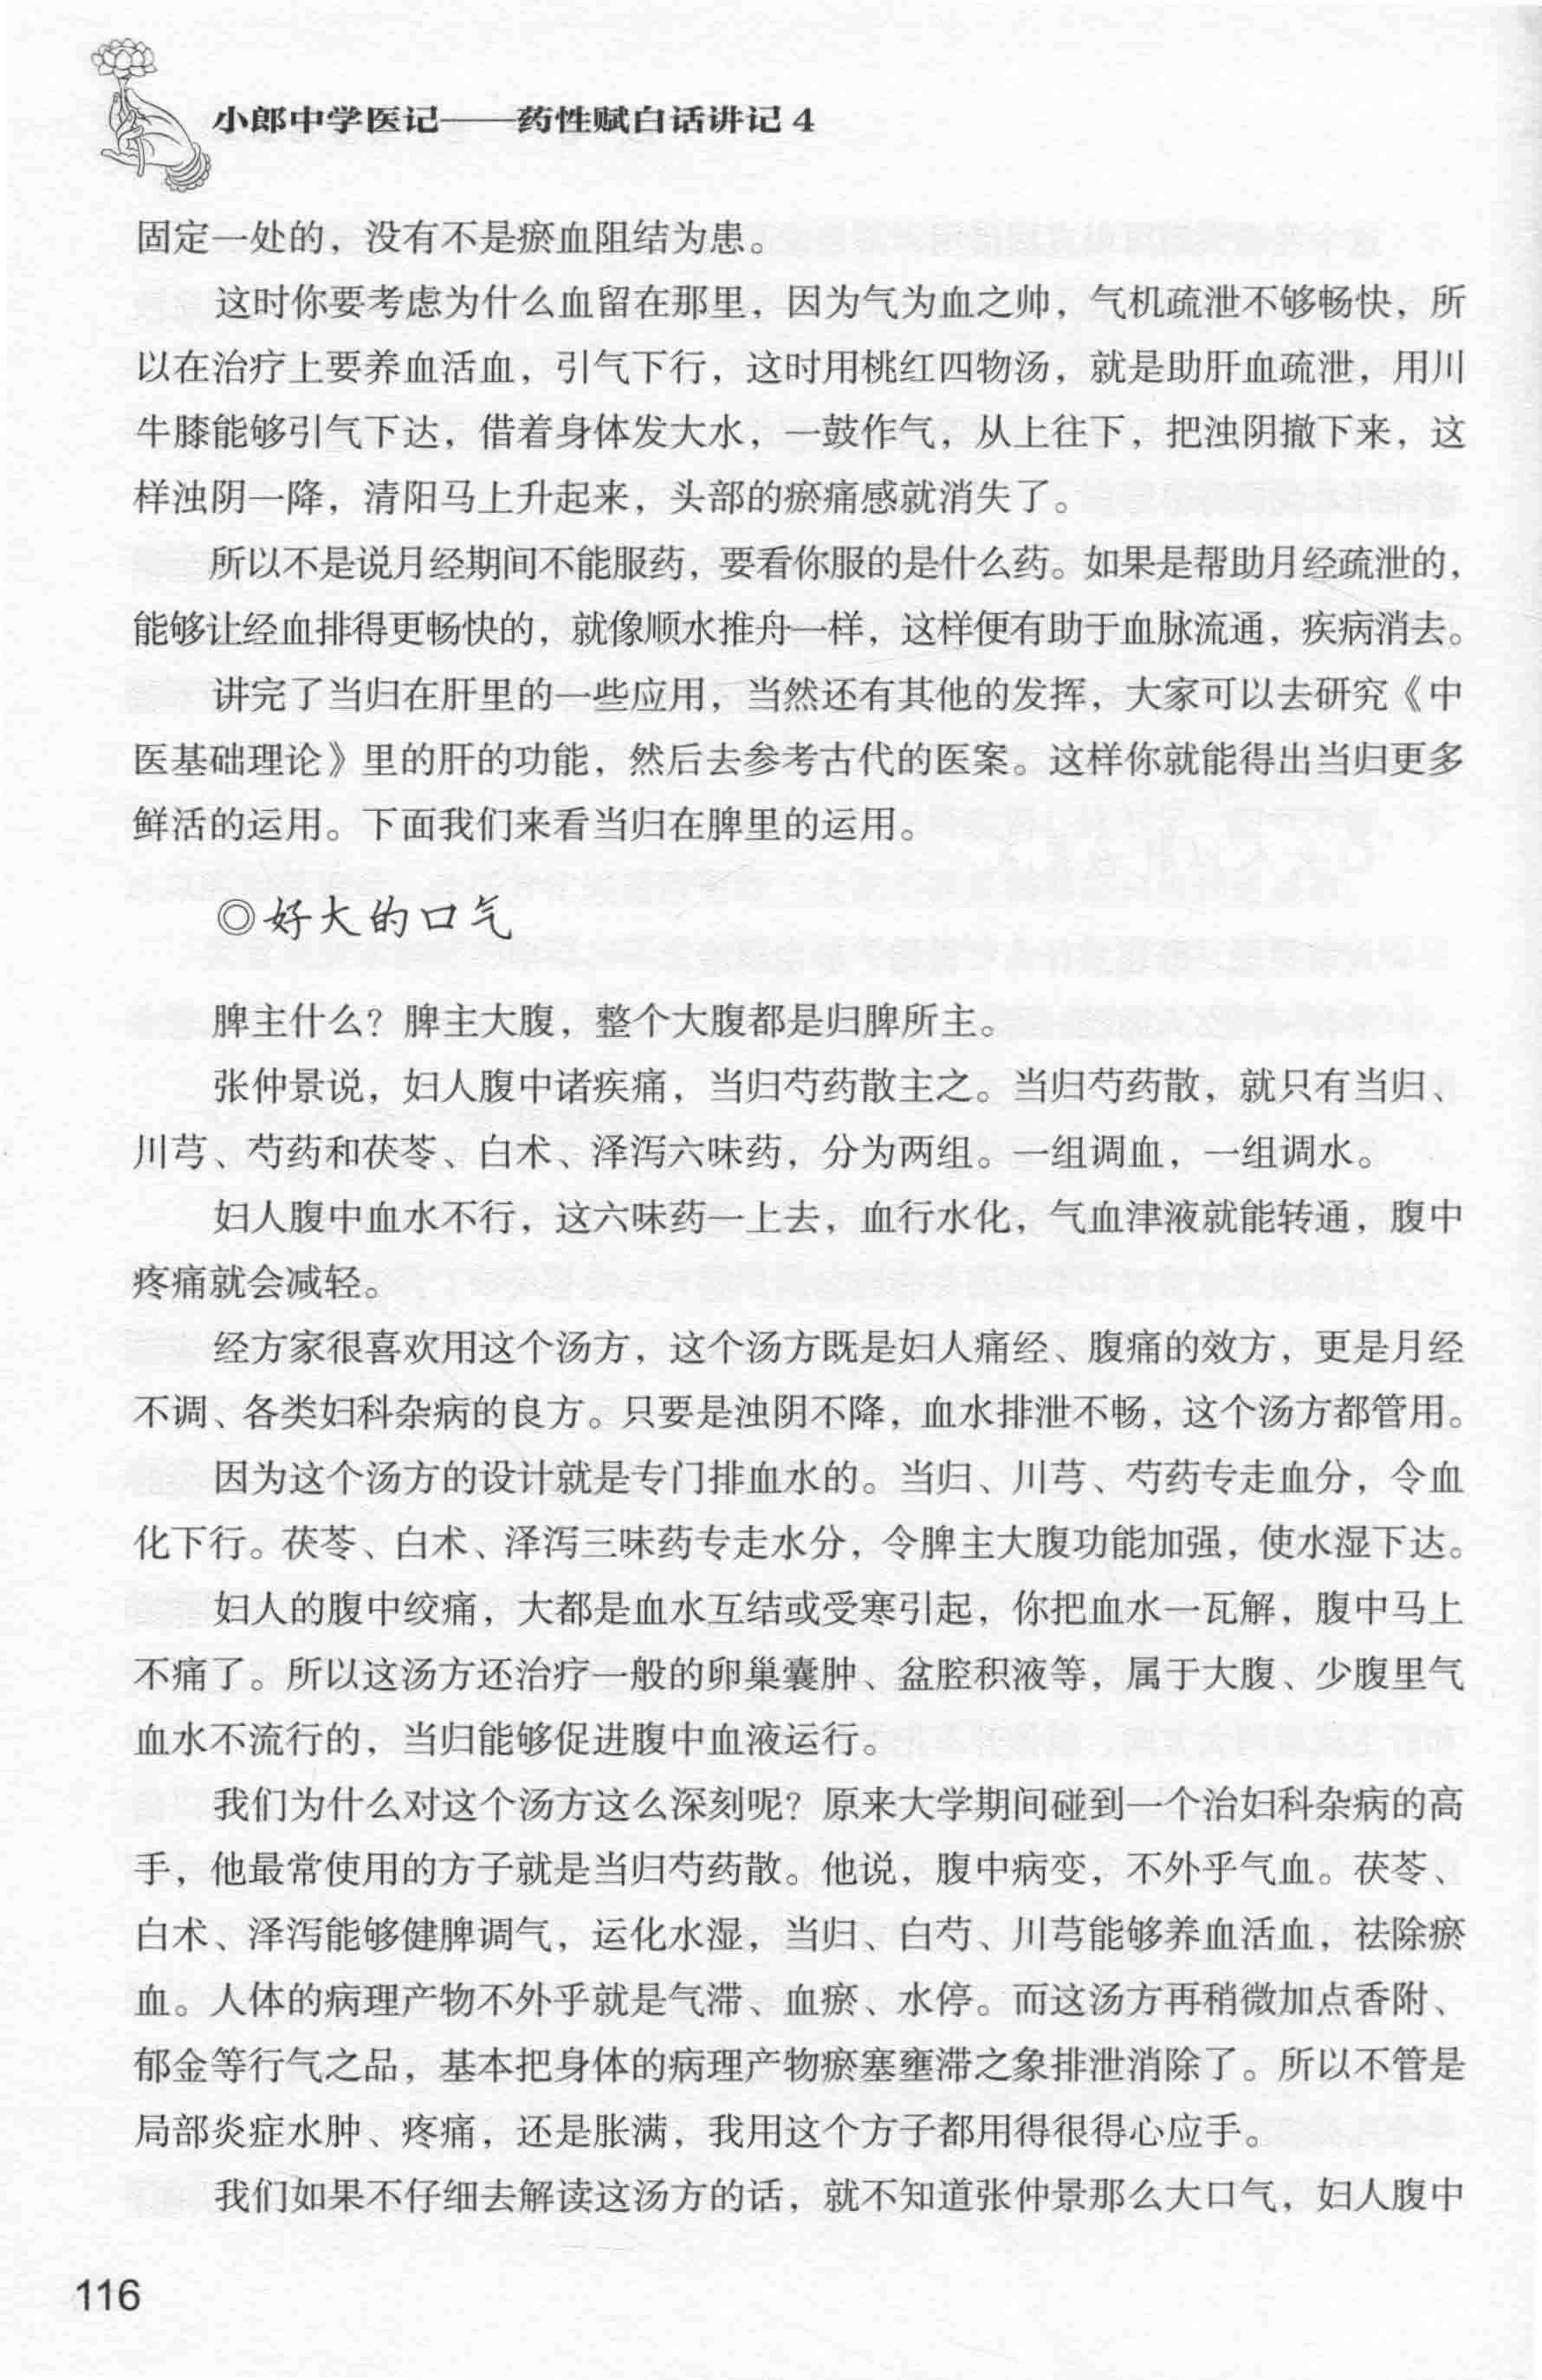 小郎中学医记——药性赋白话讲记4
固定一处的，没有不是瘀血阻结为患。
这时你要考虑为什么血留在那里，因为气为血之帅，气机疏泄不够畅快，所
以在治疗上要养血活血，引气下行，这时用桃红四物汤，就是助肝血疏泄，用川
牛膝能够引气下达，借着身体发大水，一鼓作气，从上往下，把浊阴撤下来，这
样浊阴一降，清阳马上升起来，头部的瘀痛感就消失了。
所以不是说月经期间不能服药，要看你服的是什么药。如果是帮助月经疏泄的，
能够让经血排得更畅快的，就像顺水推舟一样，这样便有助于血脉流通，疾病消去。
讲完了当归在肝里的一些应用，当然还有其他的发挥，大家可以去研究《中
医基础理论》里的肝的功能，然后去参考古代的医案。这样你就能得出当归更多
鲜活的运用。下面我们来看当归在脾里的运用。
◎好大的口气
脾主什么？脾主大腹，整个大腹都是归脾所主。
张仲景说，妇人腹中诸疾痛，当归芍药散主之。当归芍药散，就只有当归、
川芎、芍药和茯苓、白术、泽泻六味药，分为两组。一组调血，一组调水。
妇人腹中血水不行，这六味药一上去，血行水化，气血津液就能转通，腹中
疼痛就会减轻。
经方家很喜欢用这个汤方，这个汤方既是妇人痛经、腹痛的效方，更是月经
不调、各类妇科杂病的良方。只要是浊阴不降，血水排泄不畅，这个汤方都管用。
因为这个汤方的设计就是专门排血水的。当归、川芎、芍药专走血分，令血
化下行。茯苓、白术、泽泻三味药专走水分，令脾主大腹功能加强，使水湿下达。
妇人的腹中绞痛，大都是血水互结或受寒引起，你把血水一瓦解，腹中马上
不痛了。所以这汤方还治疗一般的卵巢囊肿、盆腔积液等，属于大腹、少腹里气
血水不流行的，当归能够促进腹中血液运行。
我们为什么对这个汤方这么深刻呢？原来大学期间碰到一个治妇科杂病的高
手，他最常使用的方子就是当归芍药散。他说，腹中病变，不外乎气血。茯苓、
白术、泽泻能够健脾调气，运化水湿，当归、白芍、川芎能够养血活血，祛除瘀
血。人体的病理产物不外乎就是气滞、血瘀、水停。而这汤方再稍微加点香附、
郁金等行气之品，基本把身体的病理产物瘀塞壅滞之象排泄消除了。所以不管是
局部炎症水肿、疼痛，还是胀满，我用这个方子都用得很得心应手。
我们如果不仔细去解读这汤方的话，就不知道张仲景那么大口气，妇人腹中
116